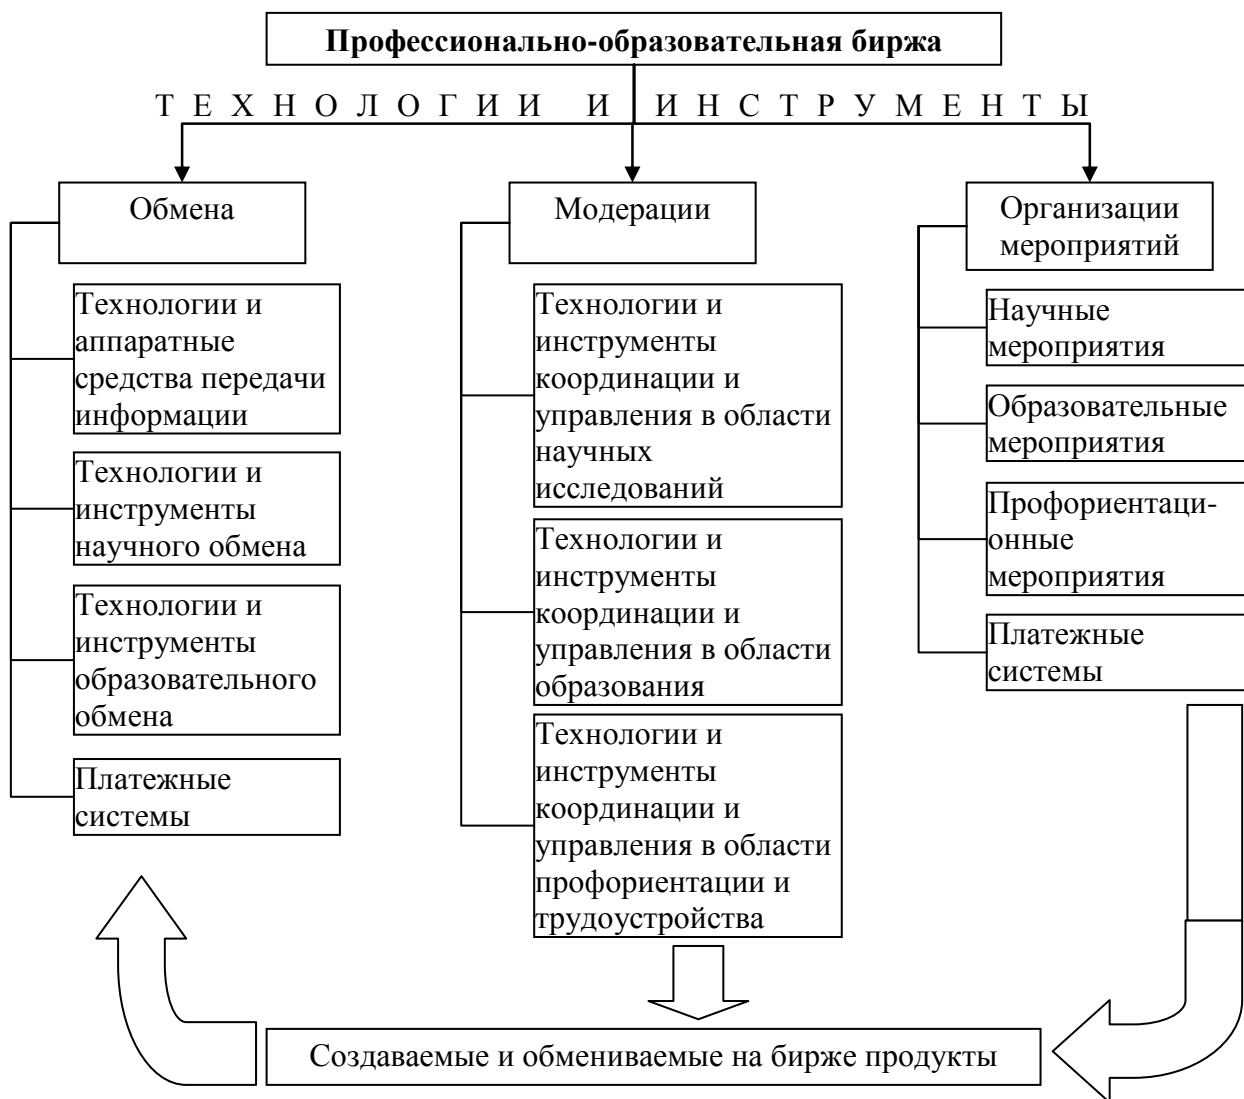 Профессионально-образовательная биржа
ТЕХНОЛОГИИ И ИНСТРУМЕНТЫ
Обмена
Технологии и
аппаратные
средства передачи
информации
Технологии и
инструменты
научного обмена
Технологии и
инструменты
образовательного
обмена
Платежные
системы
Модерации
Технологии и
инструменты
координации и
управления в области
научных
исследований
Технологии и
инструменты
координации и
управления в области
образования
Технологии и
инструменты
координации и
управления в области
профориентации и
трудоустройства
Организации
мероприятий
Научные
мероприятия
Образовательные
мероприятия
Профориентаци-
онные
мероприятия
Платежные
системы
Создаваемые и обмениваемые на бирже продукты